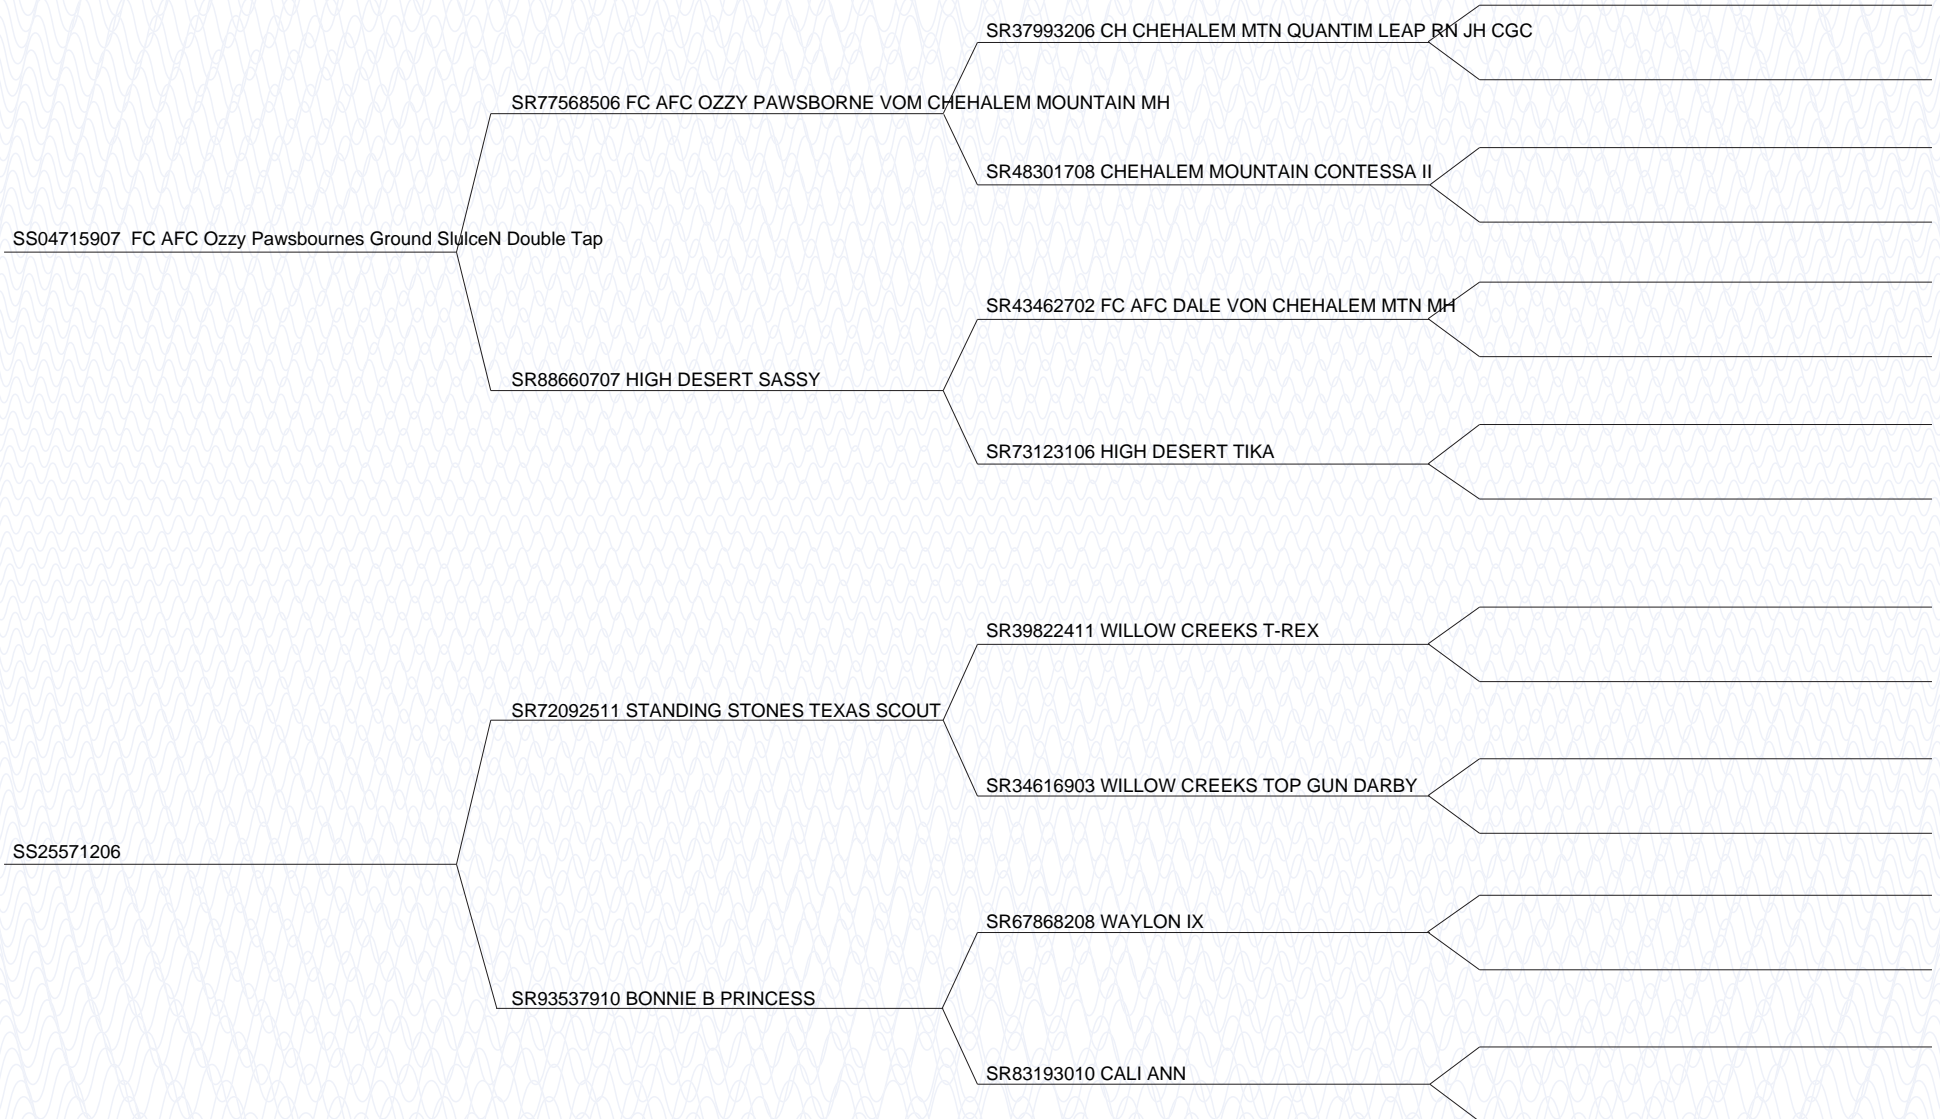 SR37993206 CH CHEHALEM MTN QUANTIM LEAP RN JH CGC
SR77568506 FC AFC OZZY PAWSBORNE VOM CHEHALEM MOUNTAIN MH
SR48301708 CHEHALEM MOUNTAIN CONTESSA II
SS04715907 FC AFC Ozzy Pawsbournes Ground SluIceN Double Tap
SR43462702 FC AFC DALE VON CHEHALEM MTN MH
SR88660707 HIGH DESERT SASSY
SR73123106 HIGH DESERT TIKA
SR39822411 WILLOW CREEKS T-REX
SR72092511 STANDING STONES TEXAS SCOUT
SR34616903 WILLOW CREEKS TOP GUN DARBY
SS25571206
SR67868208 WAYLON IX
SR93537910 BONNIE B PRINCESS
SR83193010 CALI ANN